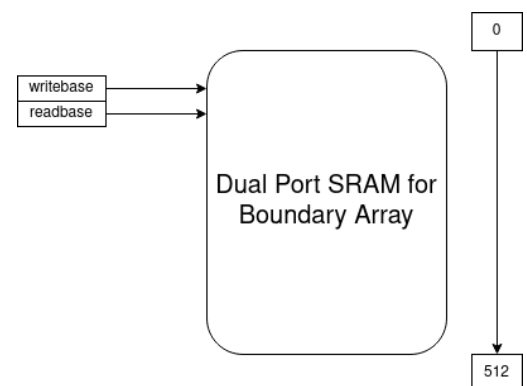 0
writebase
readbase
Dual Port SRAM for
Boundary Array
512